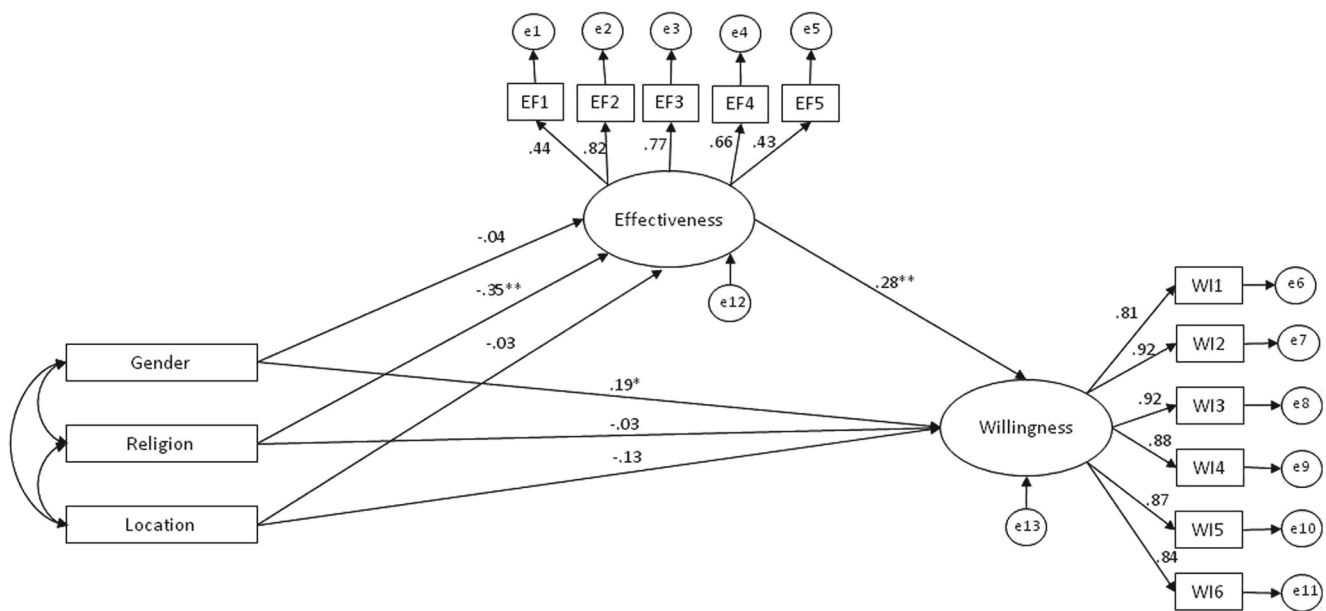 e1 e2 e3 e4 e5
EF1 EF2 EF3 EF4 EF5
.44 .82 .77 .66 .43
Effectiveness
-.04
-.35**
.28**
e12
WI1 e6
.81
-.03
WI2 e7
.92
Gender
.19*
.92
WI3 e8
-.03
Willingness
Religion
.88
WI4 e9
-.13
.87
Location
e13
WI5 e10
.84
WI6 e11